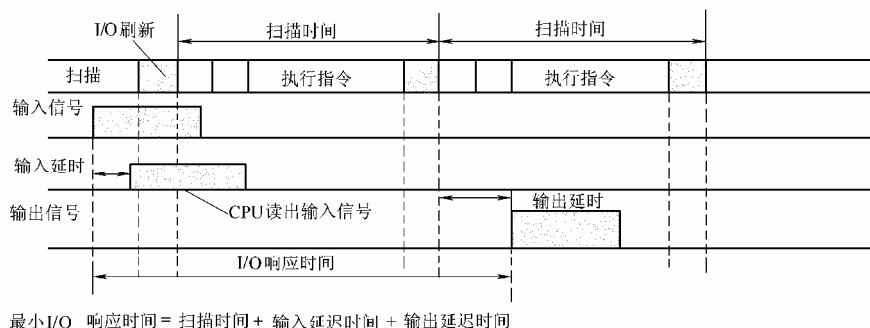 I/O刷新
扫描时间
扫描时间
扫描
执行指令
执行指令
输入信号
输入延时
CPU读出输入信号
输出信号
输出延时
I/O响应时间
最小I/O 响应时间= 扫描时间+ 输入延迟时间 + 输出延迟时间